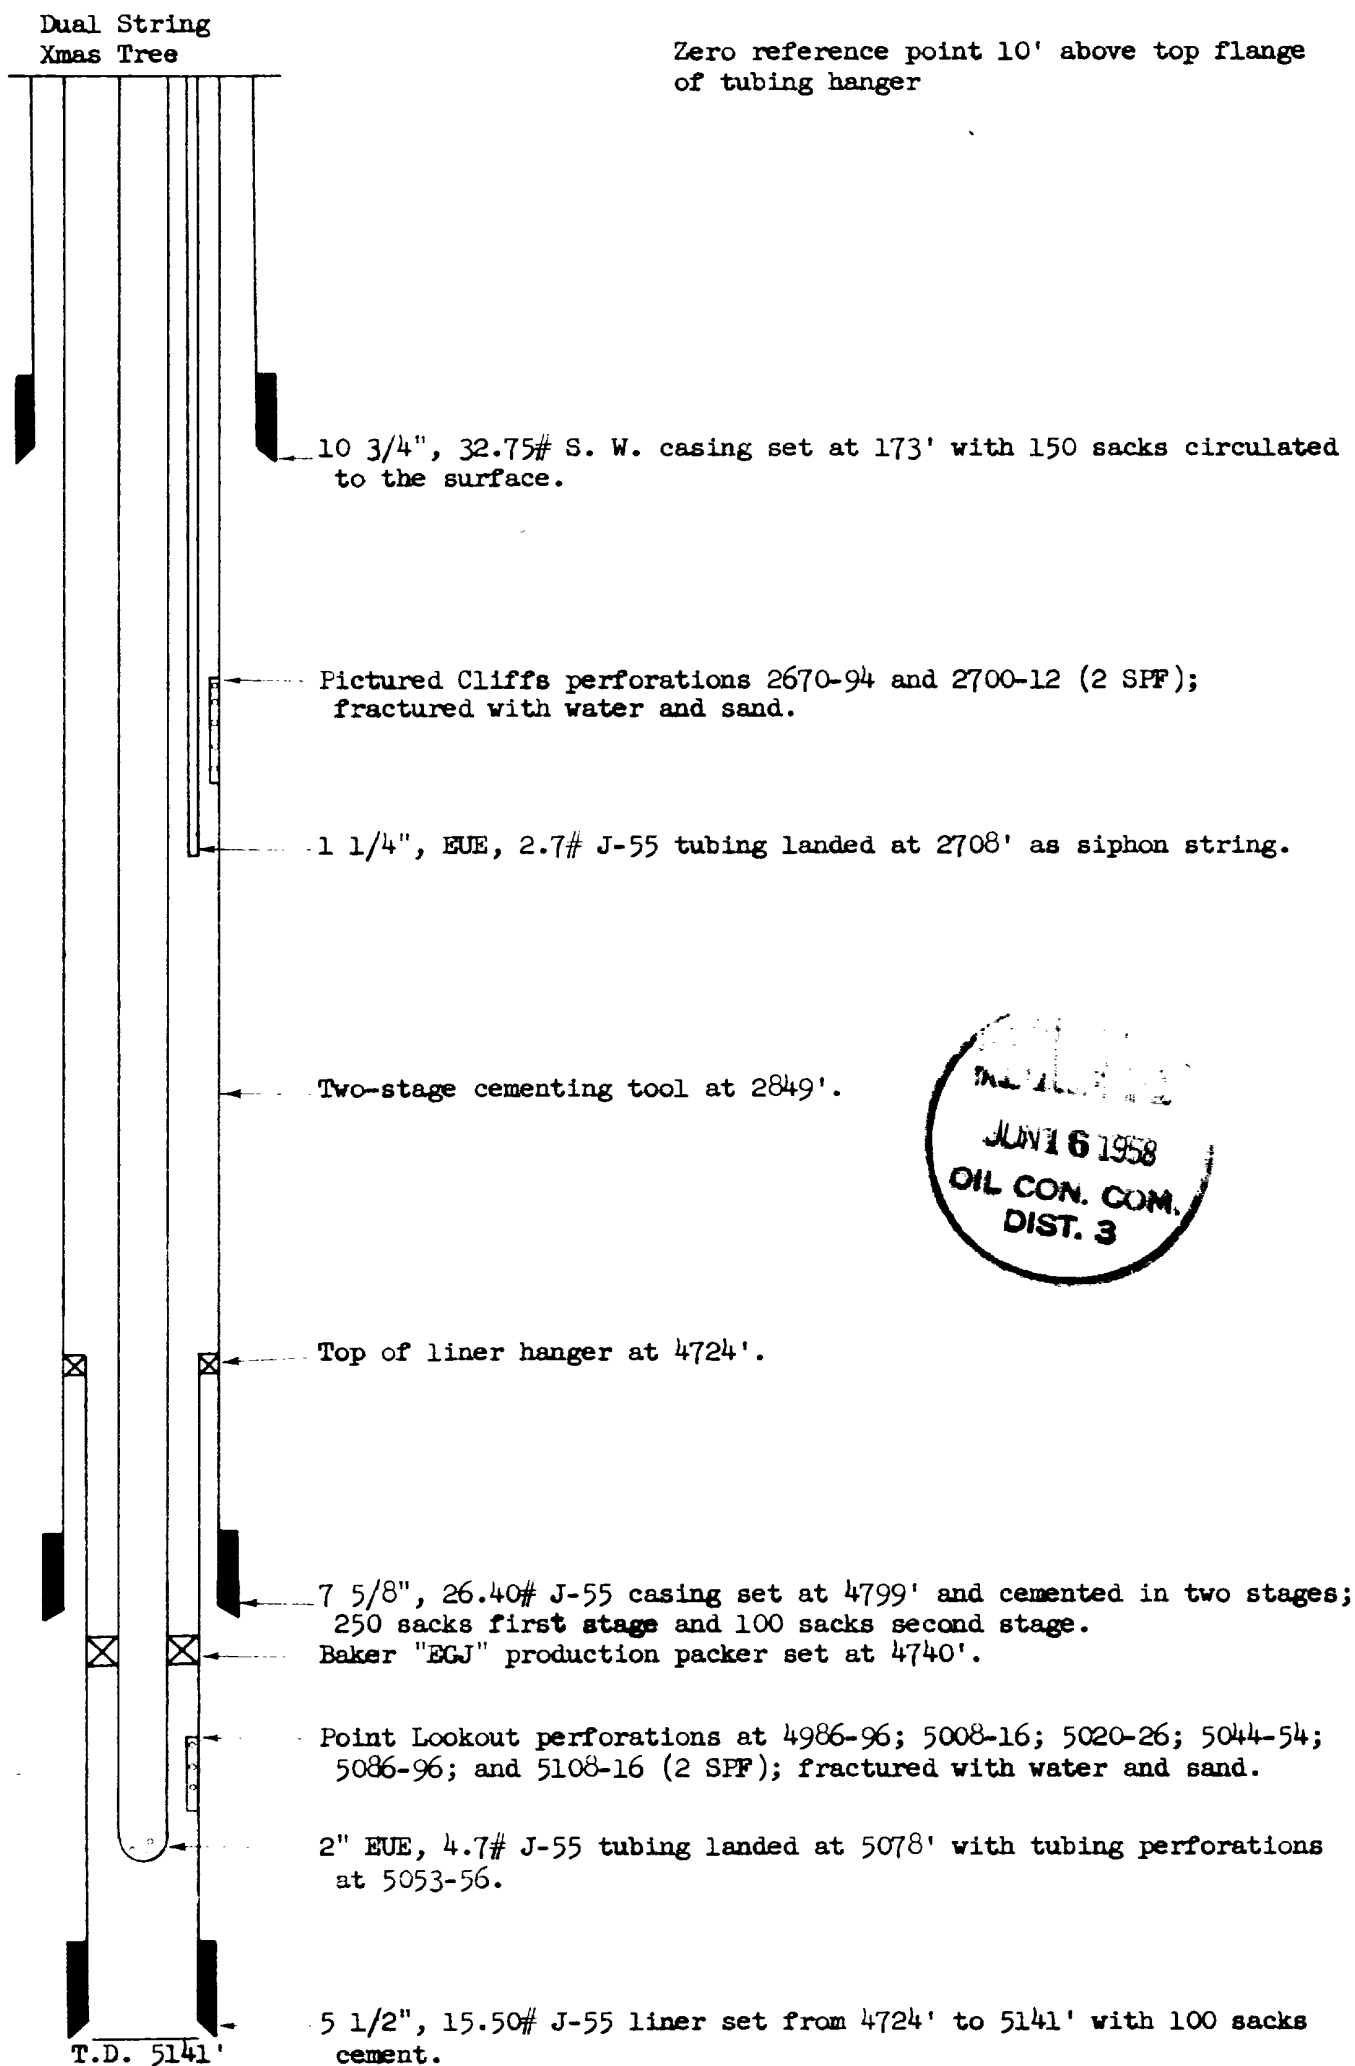 Dual String
Xmas Tree
Zero reference point 10' above top flange
of tubing hanger
10 3/4", 32.75# S. W. casing set at 173' with 150 sacks circulated
to the surface.
Pictured Cliffs perforations 2670-94 and 2700-12 (2 SPF);
fractured with water and sand.
1 1/4", EUE, 2.7# J-55 tubing landed at 2708' as siphon string.
Two-stage cementing tool at 2849'.
JUN 16 1958
OIL CON. COM.
DIST. 3
Top of liner hanger at 4724'.
7 5/8", 26.40# J-55 casing set at 4799' and cemented in two stages;
250 sacks first stage and 100 sacks second stage.
Baker "EGJ" production packer set at 4740'.
Point Lookout perforations at 4986-96; 5008-16; 5020-26; 5044-54;
5086-96; and 5108-16 (2 SPF); fractured with water and sand.
2" EUE, 4.7# J-55 tubing landed at 5078' with tubing perforations
at 5053-56.
5 1/2", 15.50# J-55 liner set from 4724' to 5141' with 100 sacks
cement.
T.D. 5141'